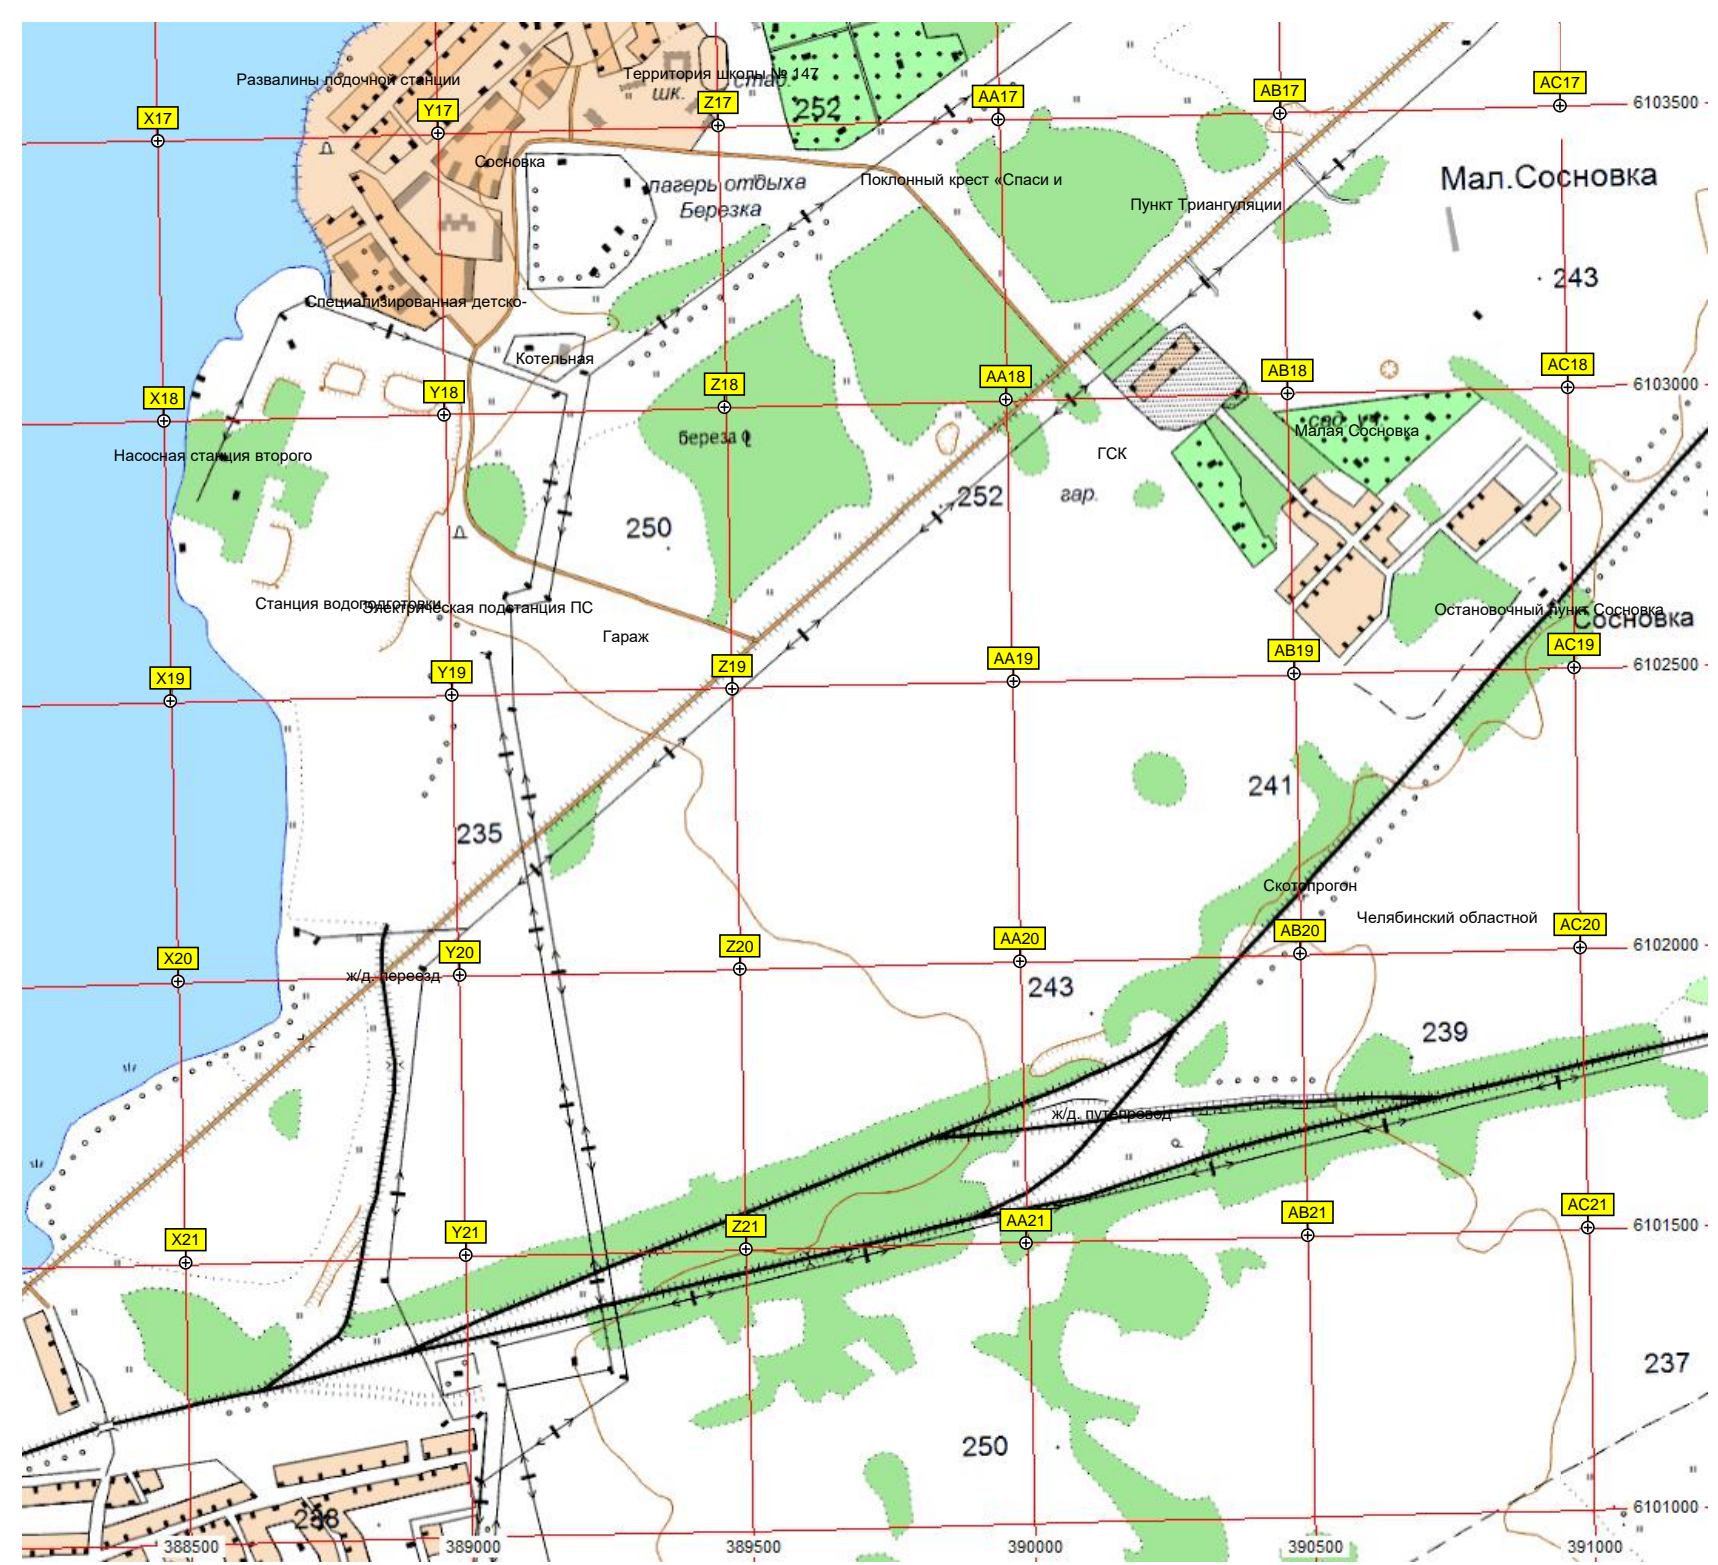 Развалины лодочной станции
Территория школы № 147
стад.
шк.
252
X17
Y17
Z17
AA17
AB17
AC17
6103500
Сосновка
лагерь отдыха
Березка
Поклонный крест «Спаси и
Пункт Триангуляции
Мал.Сосновка
243
Специализированная детско-
Котельная
X18
Y18
Z18
AA18
AB18
AC18
6103000
береза
сад. уч.
Малая Сосновка
Насосная станция второго
ГСК
гар.
252
250
Станция водоподготовки
Электрическая подстанция ПС
Гараж
Остановочный пункт Сосновка
Сосновка
X19
Y19
Z19
AA19
AB19
AC19
6102500
241
235
Скотопрогон
Челябинский областной
X20
Y20
Z20
AA20
AB20
AC20
6102000
ж/д. переезд
243
239
ж/д. путепровод
X21
Y21
Z21
AA21
AB21
AC21
6101500
237
250
238
6101000
388500
389000
389500
390000
390500
391000